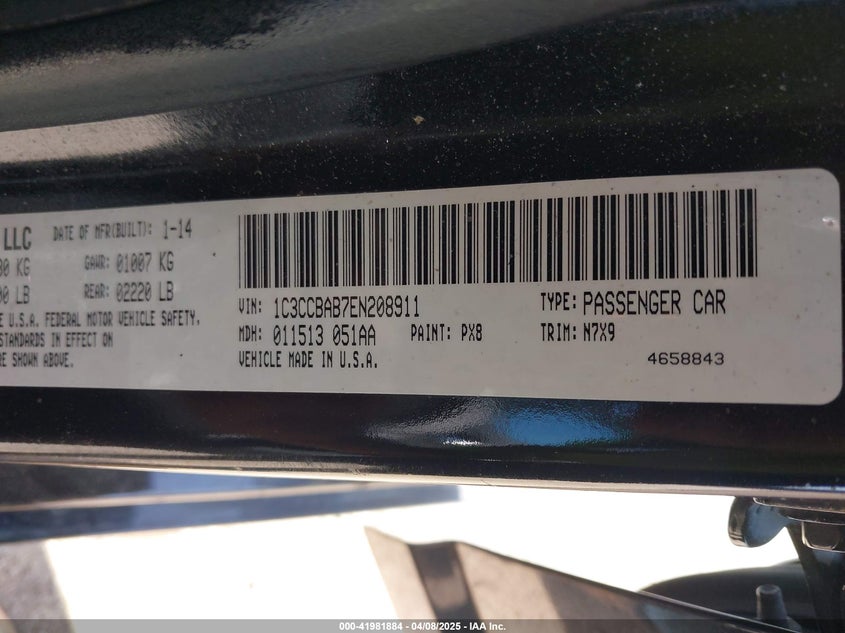 LLC DATE OF MFR(BUILT): 1-14
KG GAWR: 01007 KG
LB REAR: 02220 LB
U.S.A. FEDERAL MOTOR VEHICLE SAFETY,
STANDARDS IN EFFECT ON
SHOWN ABOVE.
VIN: 1C3CCBAB7EN208911 TYPE: PASSENGER CAR
MDH: 011513 051AA PAINT: PX8 TRIM: N7X9
VEHICLE MADE IN U.S.A. 4658843
000-41981884 - 04/08/2025 - IAA Inc.